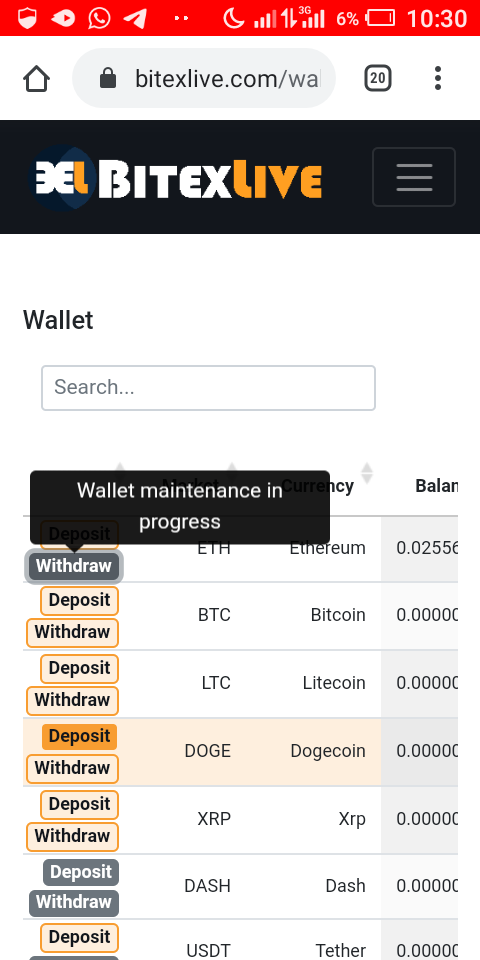 3G
6%
10:30
bitexlive.com/wa
20
BITEXLIVE
Wallet
Search...
Currency
Balan
Wallet maintenance in
progress
Deposit
Withdraw
ETH
Ethereum
0.02556
Deposit
Withdraw
BTC
Bitcoin
0.00000
Deposit
Withdraw
LTC
Litecoin
0.00000
Deposit
Withdraw
DOGE
Dogecoin
0.00000
Deposit
Withdraw
XRP
Xrp
0.00000
Deposit
Withdraw
DASH
Dash
0.00000
Deposit
USDT
Tether
0.00000